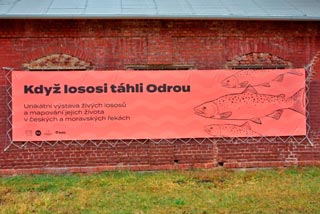 Když lososi táhli Odrou
Unikátní výstava živých lososů
a mapování jejich života
v českých a moravských řekách